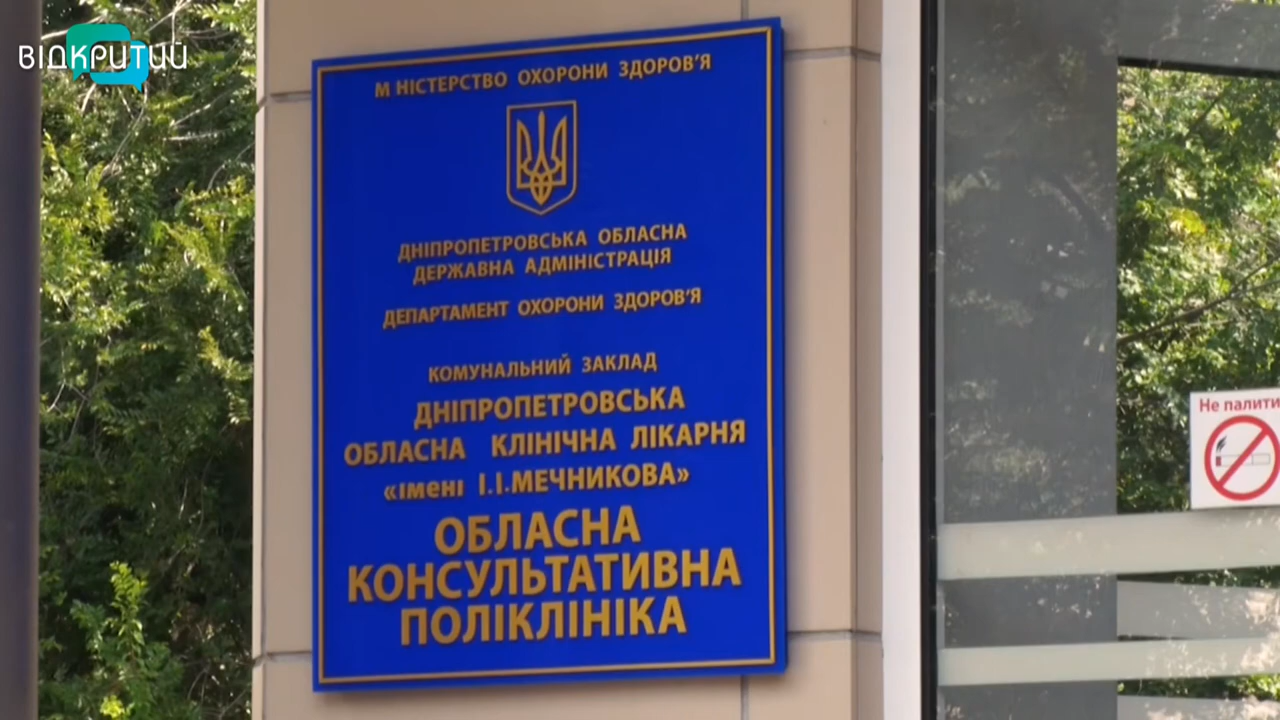 ВІДКРИТИЙ
М НІСТЕРСТВО ОХОРОНИ ЗДОРОВ'Я
ДНІПРОПЕТРОВСЬКА ОБЛАСНА
ДЕРЖАВНА АДМІНІСТРАЦІЯ
ДЕПАРТАМЕНТ ОХОРОНИ ЗДОРОВ'Я
КОМУНАЛЬНИЙ ЗАКЛАД
ДНІПРОПЕТРОВСЬКА
ОБЛАСНА КЛІНІЧНА ЛІКАРНЯ
«імені І.І.МЕЧНИКОВА»
ОБЛАСНА
КОНСУЛЬТАТИВНА
ПОЛІКЛІНІКА
Не палити